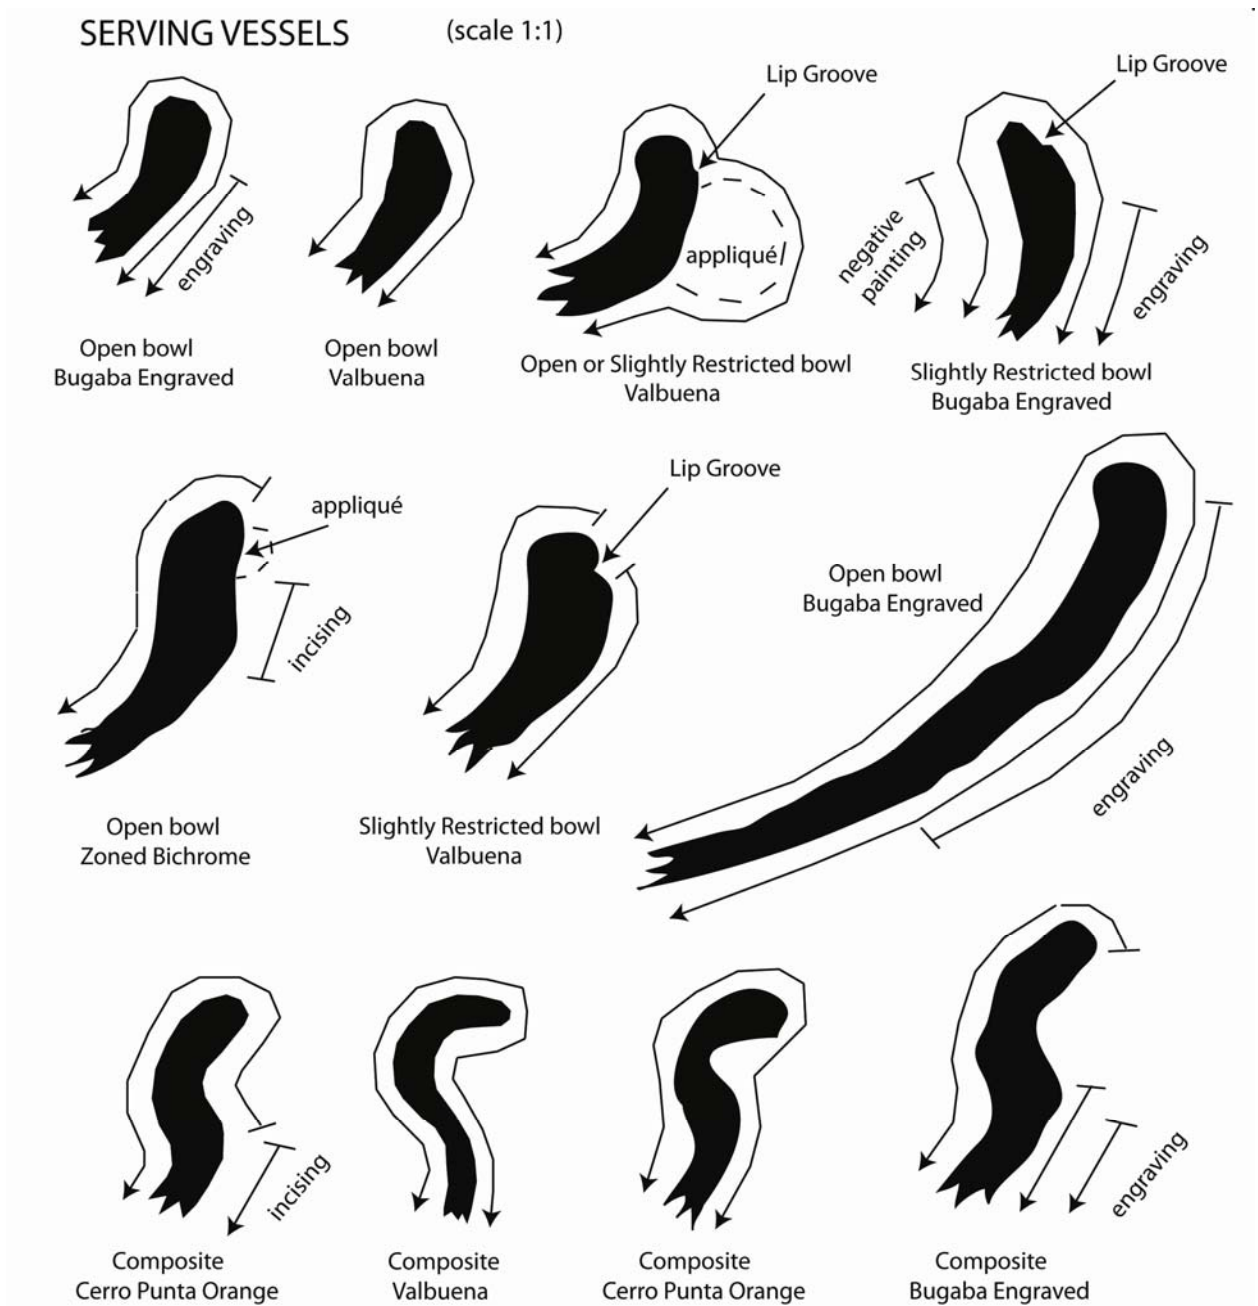 SERVING VESSELS (scale 1:1)
Lip Groove
Lip Groove
engraving
appliqué
negative
painting
engraving
Open bowl
Bugaba Engraved
Open bowl
Valbuena
Open or Slightly Restricted bowl
Valbuena
Slightly Restricted bowl
Bugaba Engraved
appliqué
Lip Groove
incising
Open bowl
Bugaba Engraved
engraving
Open bowl
Zoned Bichrome
Slightly Restricted bowl
Valbuena
incising
engraving
Composite
Cerro Punta Orange
Composite
Valbuena
Composite
Cerro Punta Orange
Composite
Bugaba Engraved